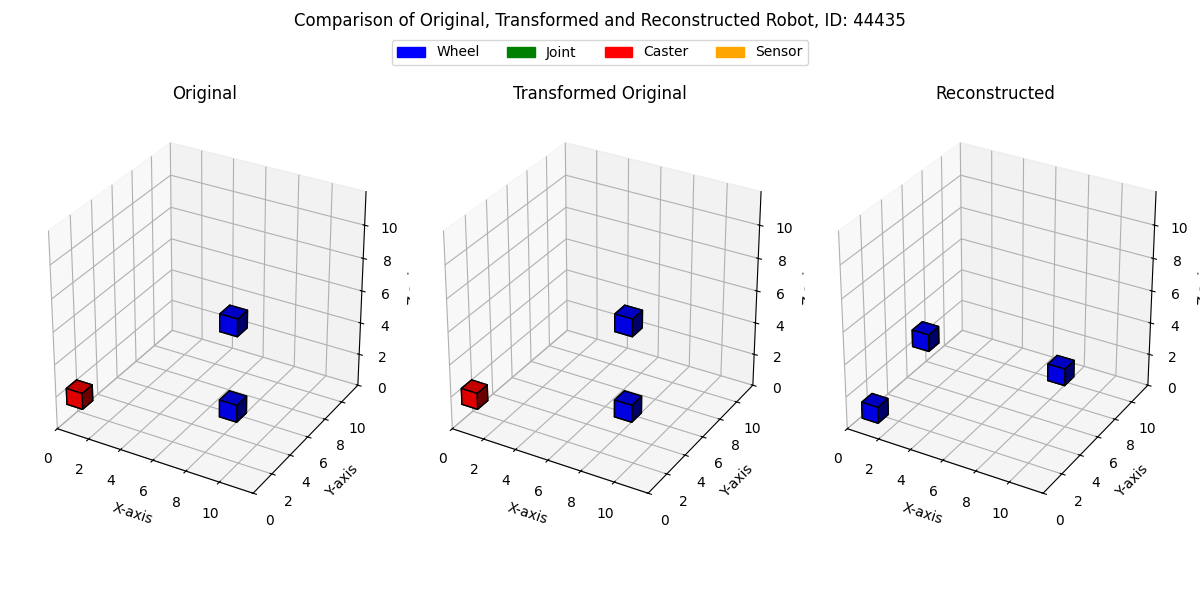 Comparison of Original, Transformed and Reconstructed Robot, ID: 44435
Wheel Joint Caster Sensor
Original
Transformed Original
Reconstructed
0 2 4 6 8 10
X-axis
0 2 4 6 8 10
Y-axis
0 2 4 6 8 10
0 2 4 6 8 10
X-axis
0 2 4 6 8 10
Y-axis
0 2 4 6 8 10
0 2 4 6 8 10
X-axis
0 2 4 6 8 10
Y-axis
0 2 4 6 8 10